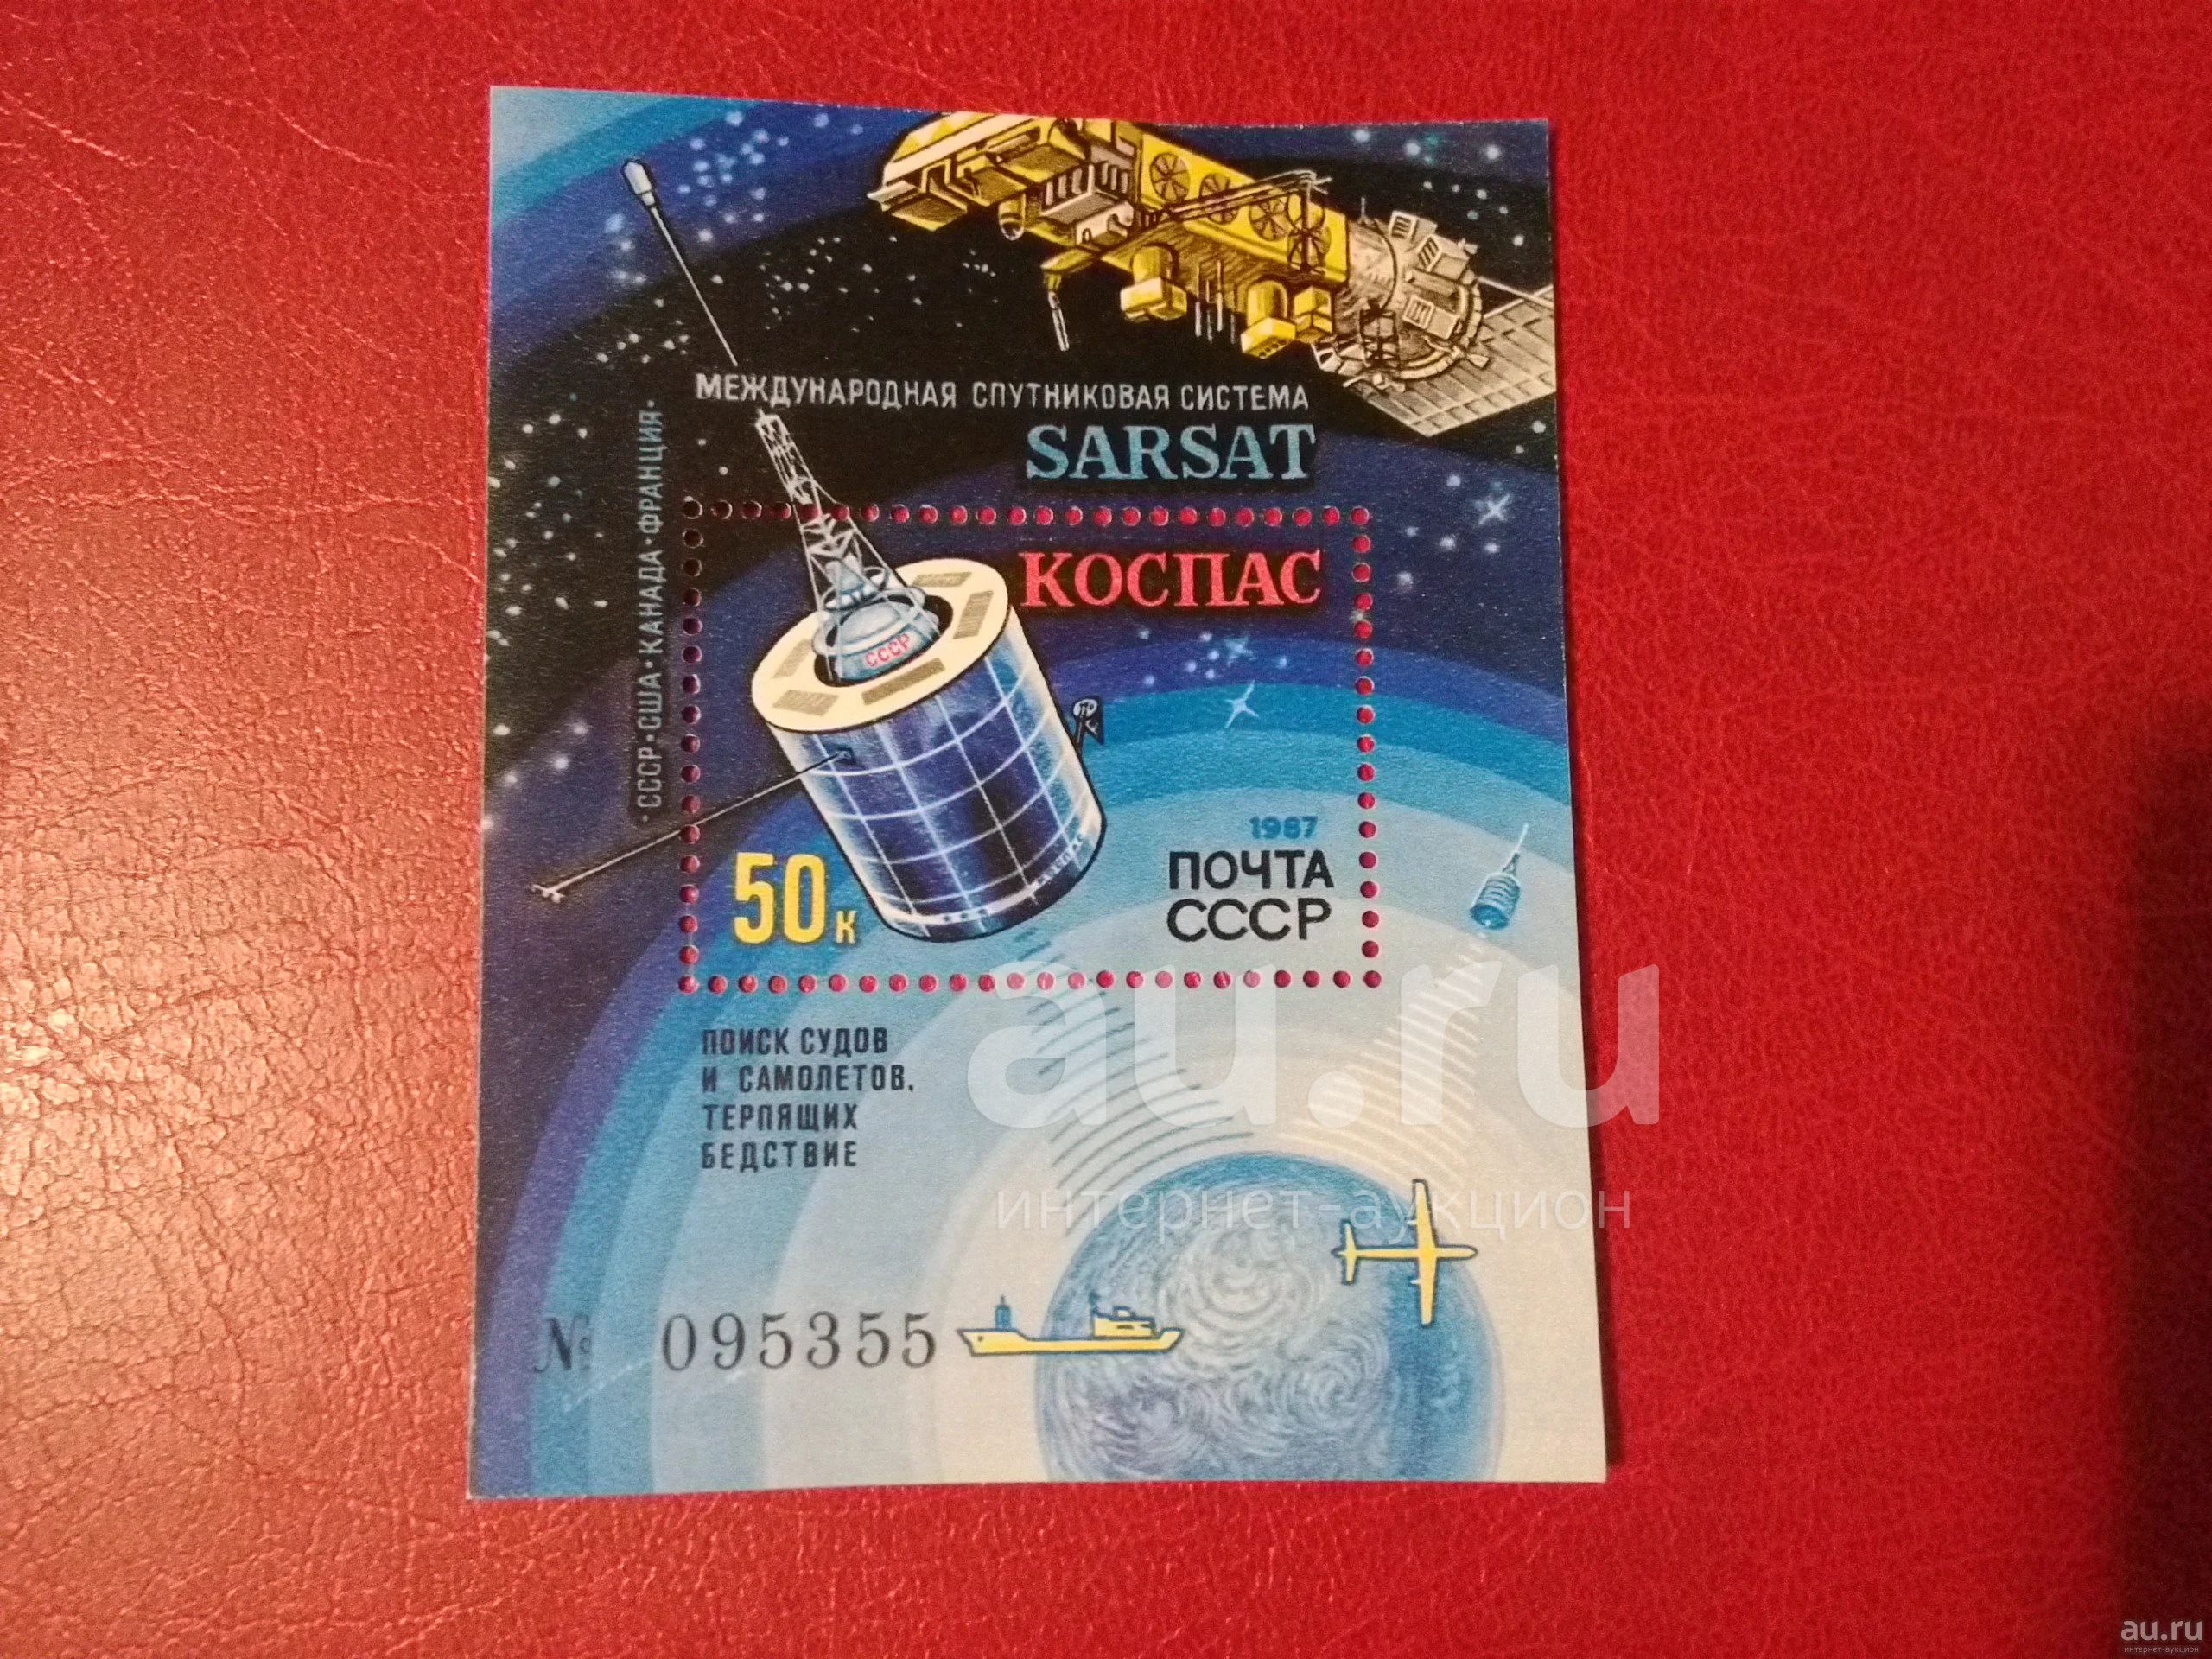 МЕЖДУНАРОДНАЯ СПУТНИКОВАЯ СИСТЕМА
SARSAT
·СССР·США·КАНАДА·ФРАНЦИЯ·
КОСПАС
СССР
1987
50к
ПОЧТА
СССР
ПОИСК СУДОВ
И САМОЛЕТОВ,
ТЕРПЯЩИХ
БЕДСТВИЕ
№ 095355
au.ru
интернет-аукцион
au.ru
интернет-аукцион